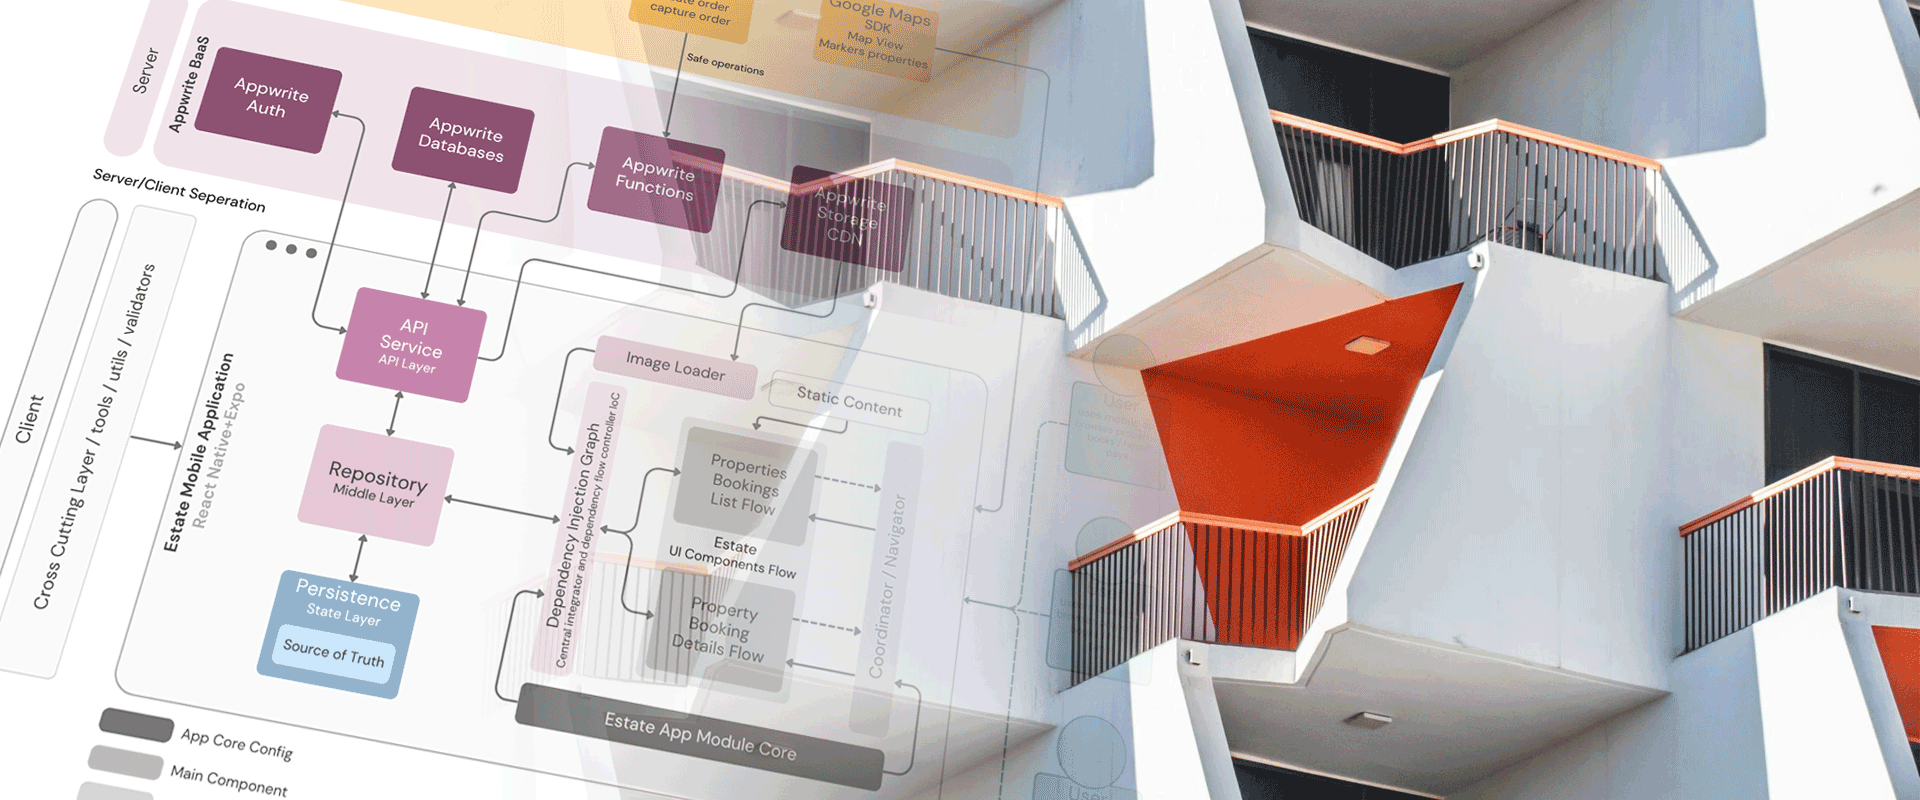 capture order
Google Maps
SDK
Map View
Markers properties
Safe operations
Server
Appwrite BaaS
Appwrite
Auth
Appwrite
Databases
Appwrite
Functions
Appwrite
Storage
CDN
Server/Client Seperation
Client
Cross Cutting Layer / tools / utils / validators
Estate Mobile Application
React Native+Expo
API
Service
API Layer
Image Loader
Static Content
Repository
Middle Layer
Dependency Injection Graph
Central integrator and dependency flow controller IoC
Properties
Bookings
List Flow
Estate
UI Components Flow
Property
Booking
Details Flow
Coordinator / Navigator
Persistence
State Layer
Source of Truth
Estate App Module Core
App Core Config
Main Component
User
pays
User